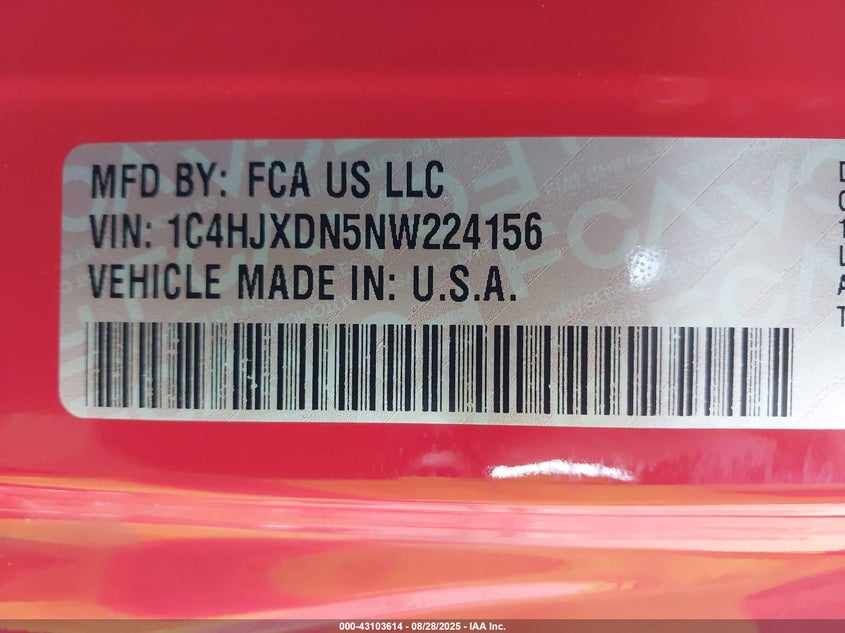 MFD BY: FCA US LLC
VIN: 1C4HJXDN5NW224156
VEHICLE MADE IN: U.S.A.
000-43103614 - 08/28/2025 - IAA Inc.